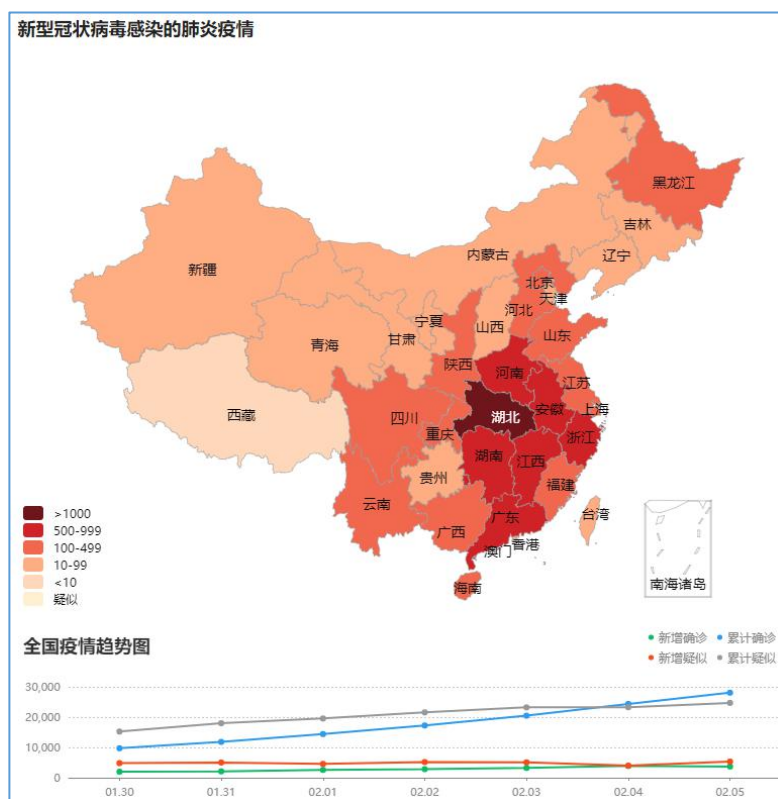 新型冠状病毒感染的肺炎疫情
黑龙江
吉林
辽宁
内蒙古
新疆
北京
天津
河北
山西
宁夏
甘肃
青海
山东
陕西
河南
江苏
西藏
四川
湖北
安徽
上海
重庆
浙江
湖南
江西
贵州
福建
云南
广西
广东
台湾
澳门
香港
海南
南海诸岛
>1000
500-999
100-499
10-99
<10
疑似
全国疫情趋势图
新增确诊 累计确诊
新增疑似 累计疑似
30,000
20,000
10,000
0
01.30 01.31 02.01 02.02 02.03 02.04 02.05